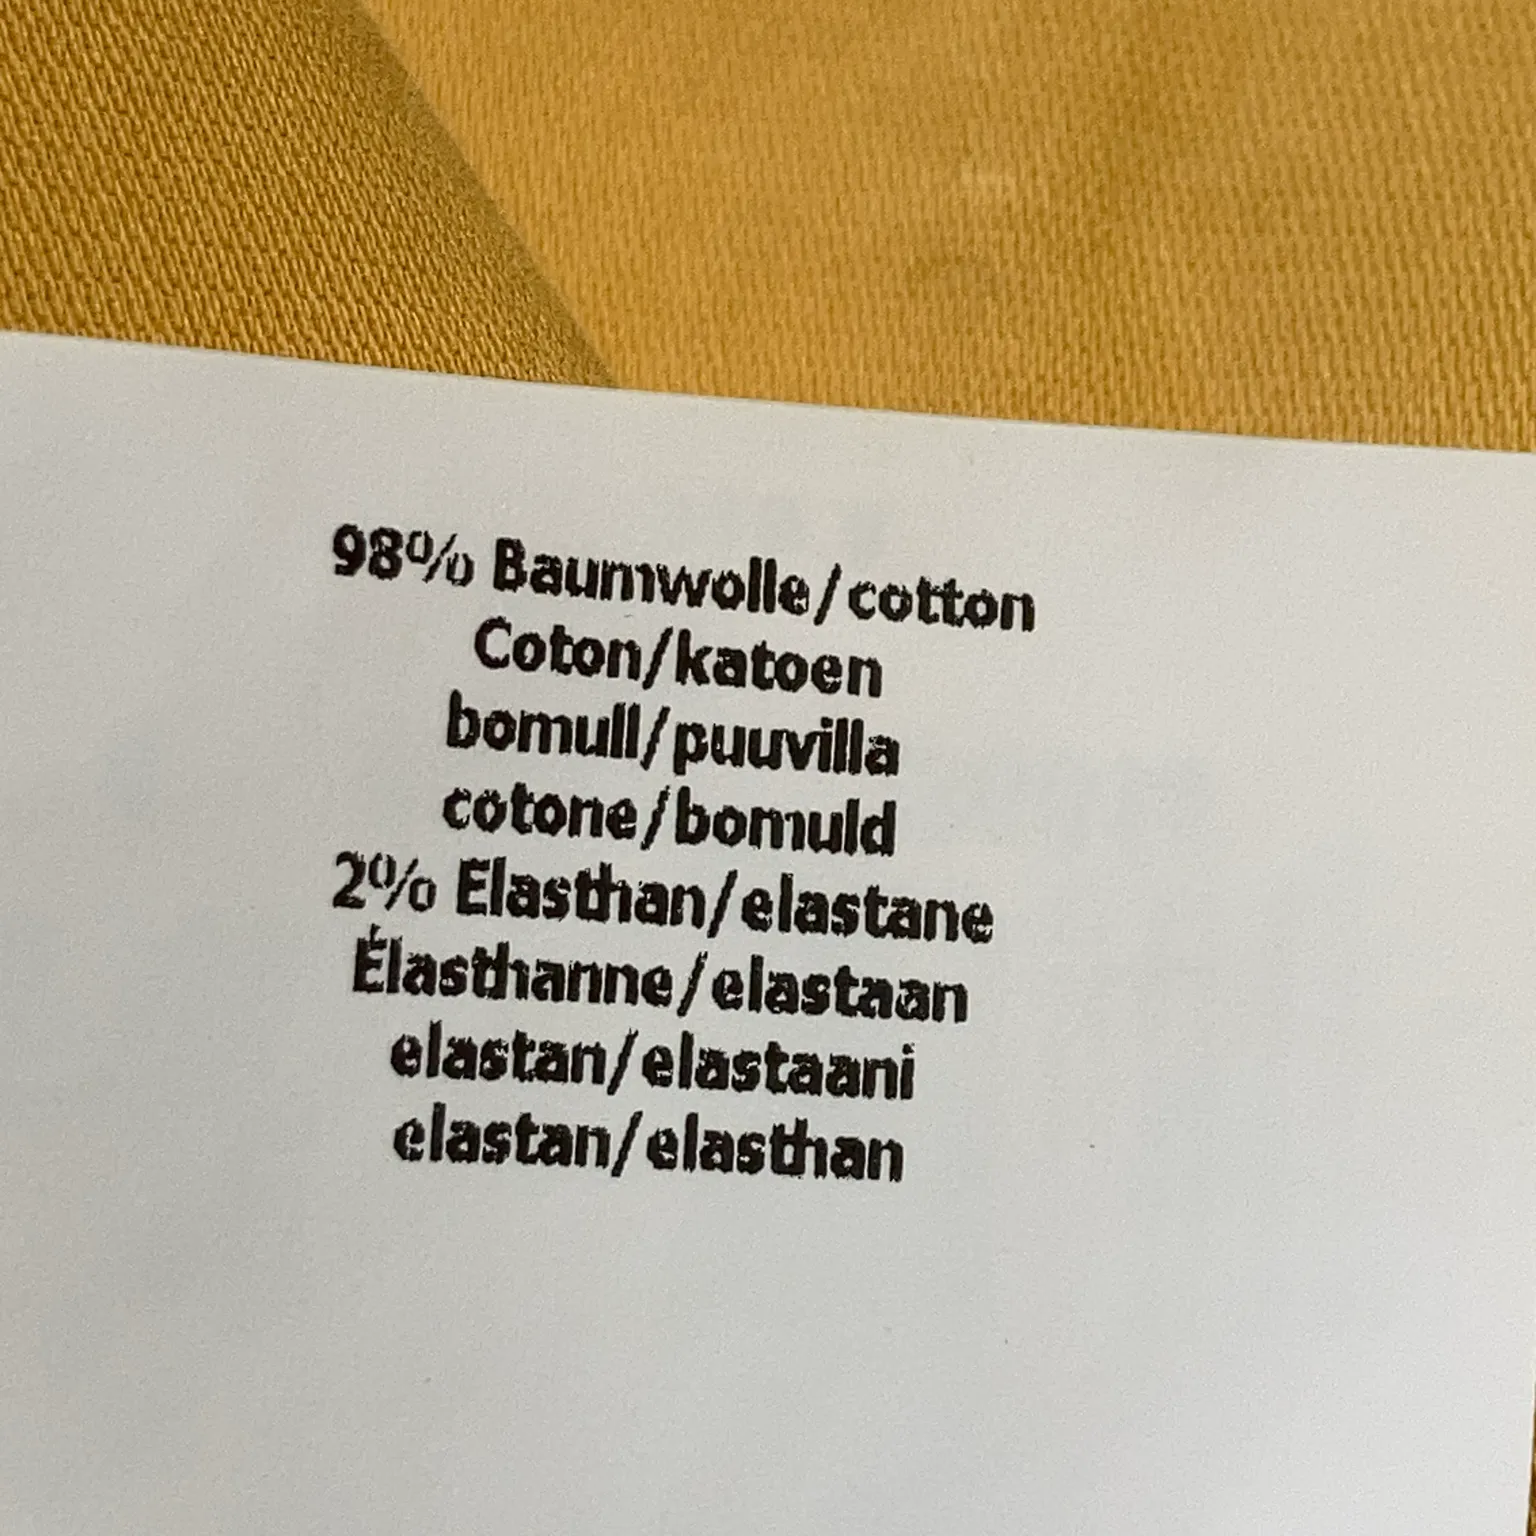 98% Baumwolle/cotton
Coton/katoen
bomull/puuvilla
cotone/bomuld
2% Elasthan/elastane
Élasthanne/elastaan
elastan/elastaani
elastan/elasthan